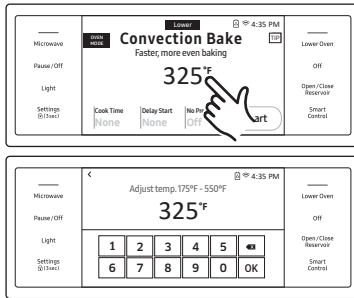 Lower
4:35 PM
OVEN MODE
Convection Bake
TIP
Faster, more even baking
325°F
Cook Time
None
Delay Start
None
Off
Microwave
Pause/Off
Light
Settings
(3sec)
Lower Oven
Off
Open/Close
Reservoir
Smart
Control
4:35 PM
Adjust temp. 175°F - 550°F
325°F
1 2 3 4 5
6 7 8 9 0 OK
Microwave
Pause/Off
Light
Settings
(3sec)
Lower Oven
Off
Open/Close
Reservoir
Smart
Control